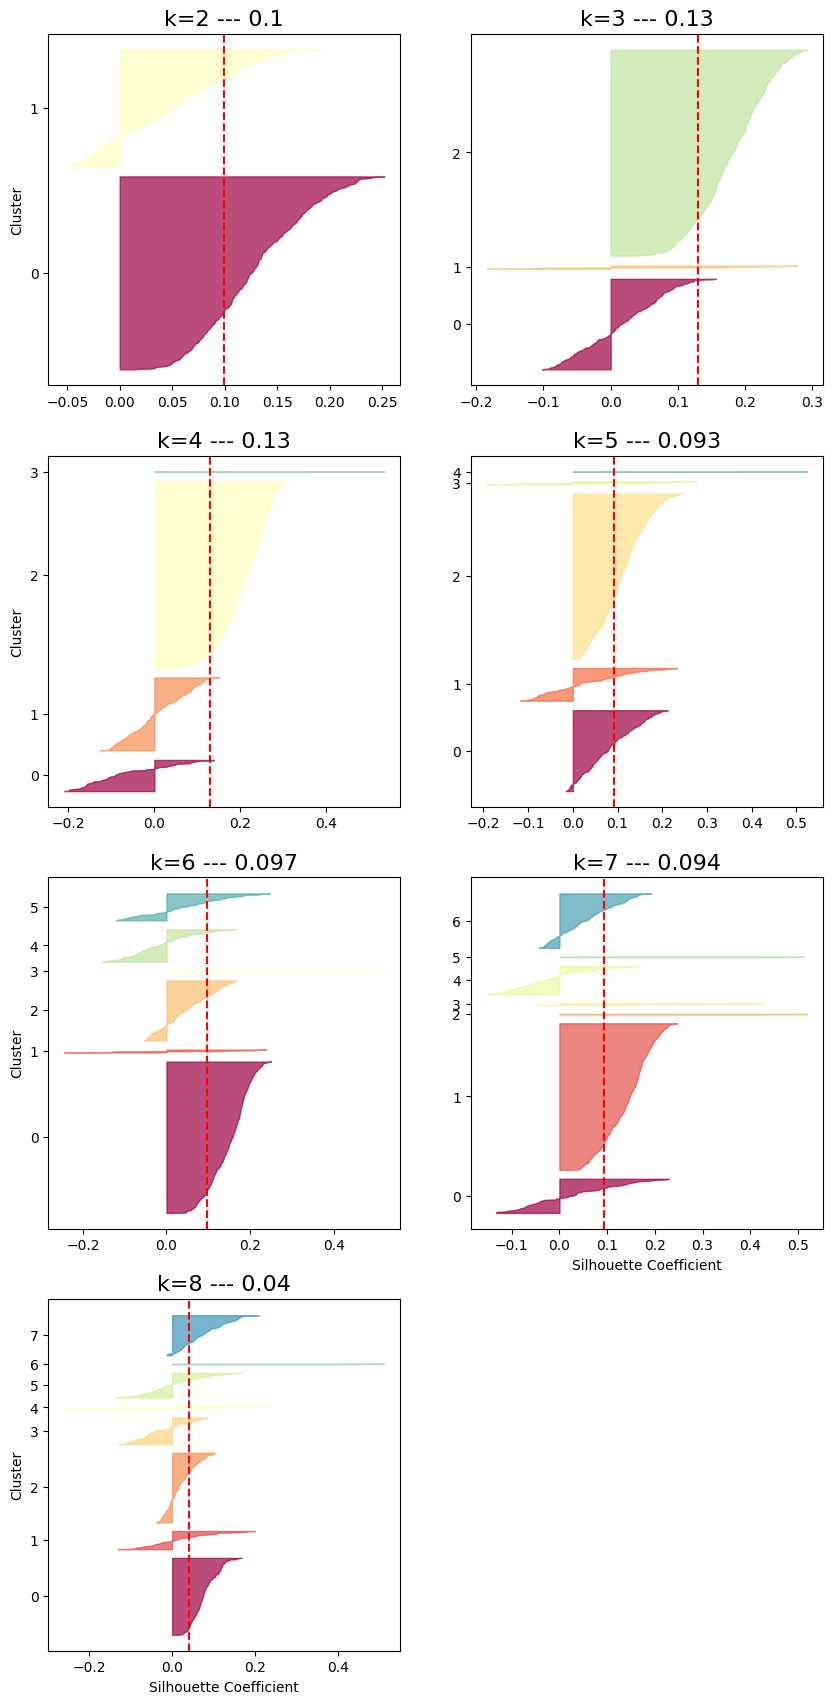 k=2 --- 0.1
1
0
Cluster
−0.05 0.00 0.05 0.10 0.15 0.20 0.25
k=3 --- 0.13
2
1
0
−0.2 −0.1 0.0 0.1 0.2 0.3
k=4 --- 0.13
3
2
1
0
Cluster
−0.2 0.0 0.2 0.4
k=5 --- 0.093
4
3
2
1
0
−0.2 −0.1 0.0 0.1 0.2 0.3 0.4 0.5
k=6 --- 0.097
5
4
3
2
1
0
Cluster
−0.2 0.0 0.2 0.4
k=7 --- 0.094
6
5
4
3
2
1
0
−0.1 0.0 0.1 0.2 0.3 0.4 0.5
Silhouette Coefficient
k=8 --- 0.04
7
6
5
4
3
2
1
0
Cluster
−0.2 0.0 0.2 0.4
Silhouette Coefficient